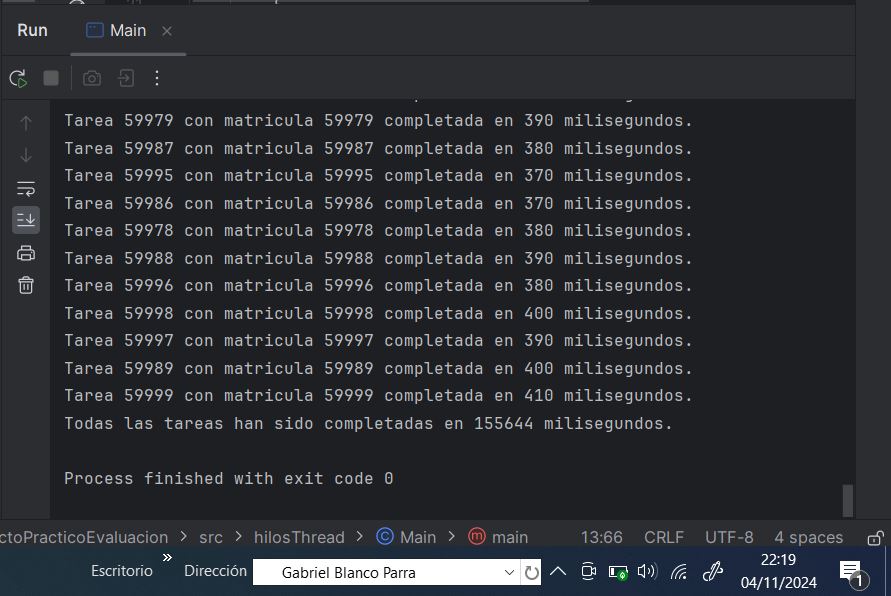 Run Main
Tarea 59979 con matricula 59979 completada en 390 milisegundos.
Tarea 59987 con matricula 59987 completada en 380 milisegundos.
Tarea 59995 con matricula 59995 completada en 370 milisegundos.
Tarea 59986 con matricula 59986 completada en 370 milisegundos.
Tarea 59978 con matricula 59978 completada en 380 milisegundos.
Tarea 59988 con matricula 59988 completada en 390 milisegundos.
Tarea 59996 con matricula 59996 completada en 380 milisegundos.
Tarea 59998 con matricula 59998 completada en 400 milisegundos.
Tarea 59997 con matricula 59997 completada en 390 milisegundos.
Tarea 59989 con matricula 59989 completada en 400 milisegundos.
Tarea 59999 con matricula 59999 completada en 410 milisegundos.
Todas las tareas han sido completadas en 155644 milisegundos.
Process finished with exit code 0
ctoPracticoEvaluacion > src > hilosThread > C Main > m main 13:66 CRLF UTF-8 4 spaces
Escritorio » Dirección Gabriel Blanco Parra 22:19
04/11/2024 1